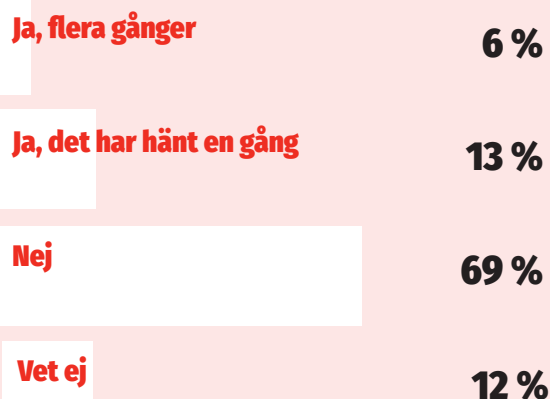 Ja, flera gånger
6 %
Ja, det har hänt en gång
13 %
Nej
69 %
Vet ej
12 %